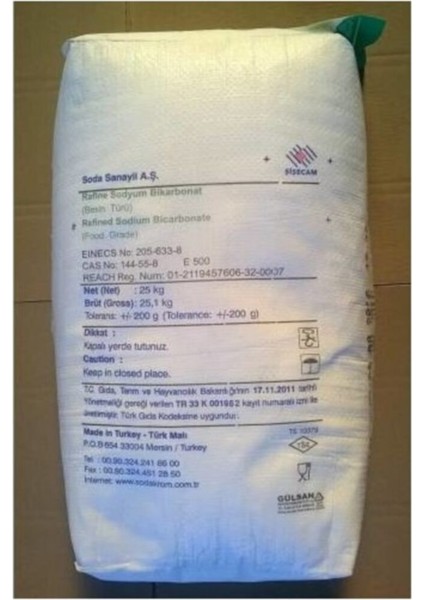 ŞİŞECAM
Soda Sanayii A.Ş.
Rafine Sodyum Bikarbonat
(Besin Türü)
Refined Sodium Bicarbonate
(Food Grade)
EINECS No: 205-633-8
CAS No: 144-55-8 E 500
REACH Reg. Num: 01-2119457606-32-0007
Net (Net) : 25 kg
Brüt (Gross): 25,1 kg
Tolerans: +/- 200 g (Tolerance: +/-200 g)
Dikkat :
Kapalı yerde tutunuz.
Caution :
Keep in closed place.
T.C. Gıda, Tarım ve Hayvancılık Bakanlığı'nın 17.11.2011 tarihli
Yönetmeliği gereği verilen TR 33 K 001952 kayıt numaralı izni ile
üretilmiştir. Türk Gıda Kodeksine uygundur.
Made in Turkey - Türk Malı
P.O.B 654 33004 Mersin / Turkey
TS 10979
TSE
Tel : 00.90.324.241 66 00
Fax : 00.90.324.451 28 50
Internet: www.sodakrom.com.tr
GÜLSAN